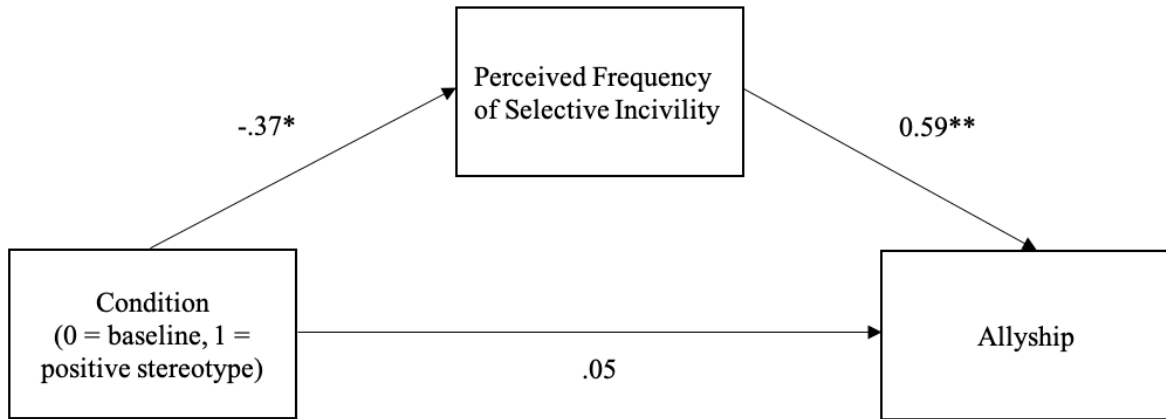 Perceived Frequency
of Selective Incivility
-.37*
0.59**
Condition
(0 = baseline, 1 =
positive stereotype)
Allyship
.05